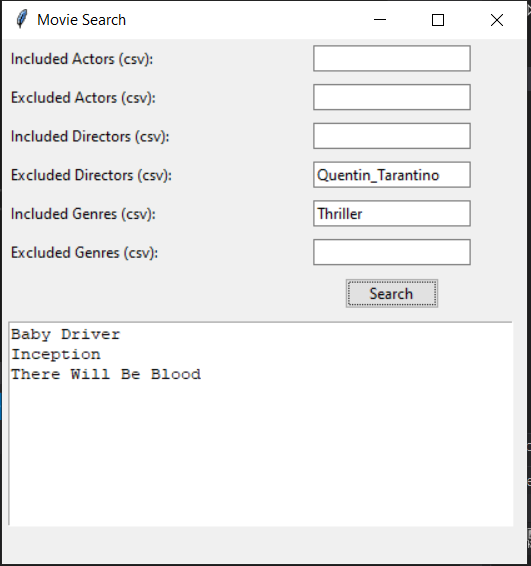 Movie Search
Included Actors (csv):
Excluded Actors (csv):
Included Directors (csv):
Excluded Directors (csv): Quentin_Tarantino
Included Genres (csv): Thriller
Excluded Genres (csv):
Search
Baby Driver
Inception
There Will Be Blood